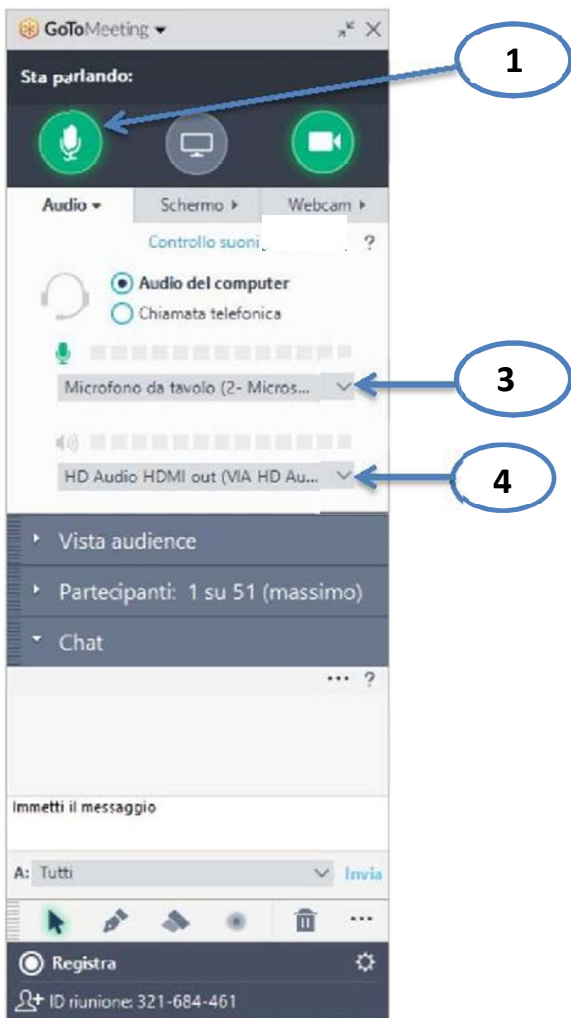 GoToMeeting
Sta parlando:
1
Audio Schermo Webcam
Controllo suoni ?
Audio del computer
Chiamata telefonica
Microfono da tavolo (2- Micros...
3
HD Audio HDMI out (VIA HD Au...
4
Vista audience
Partecipanti: 1 su 51 (massimo)
Chat
... ?
Immetti il messaggio
A: Tutti Invia
...
Registra
ID riunione: 321-684-461